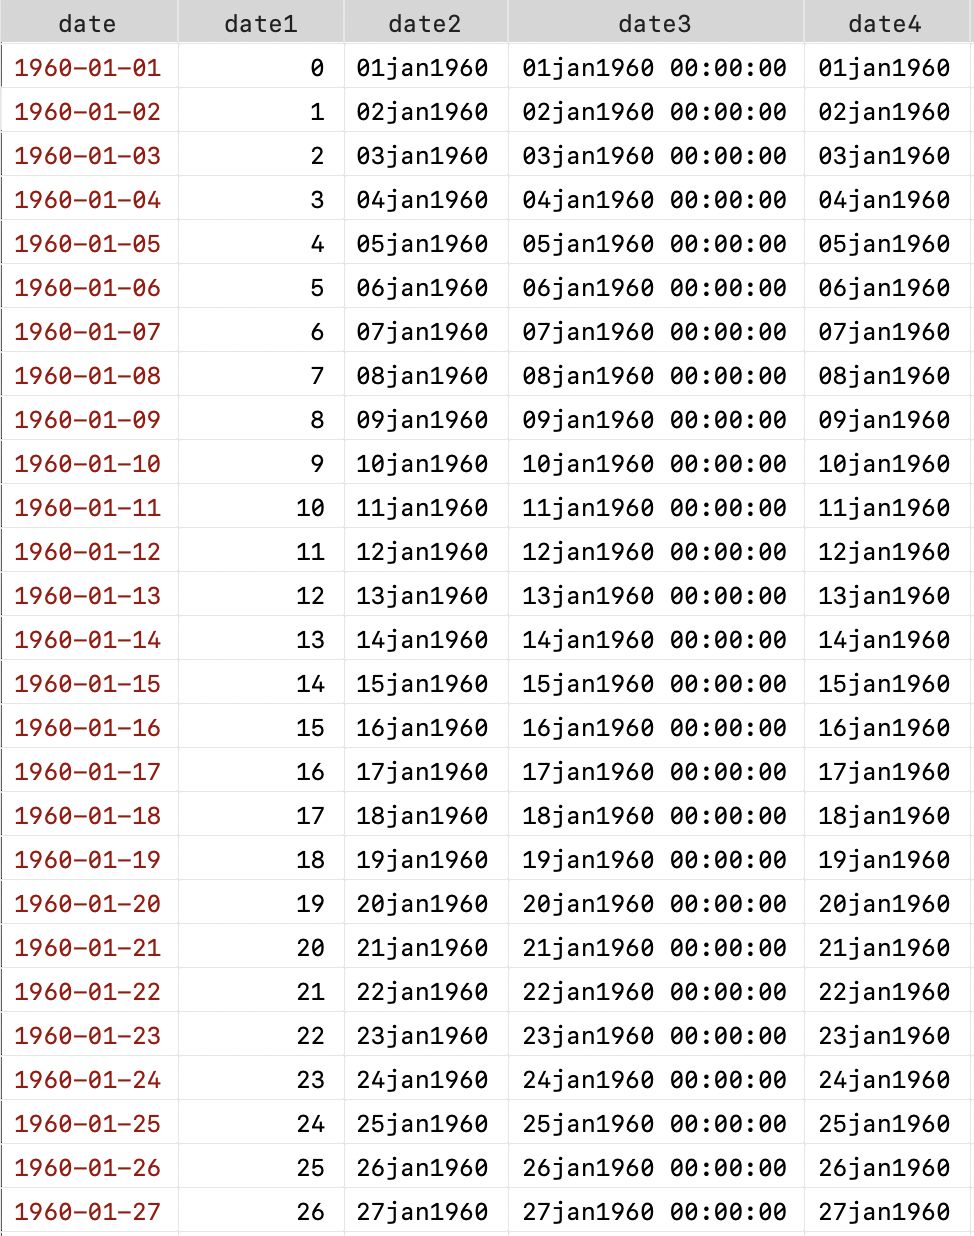 date date1 date2 date3 date4
1960-01-01 0 01jan1960 01jan1960 00:00:00 01jan1960
1960-01-02 1 02jan1960 02jan1960 00:00:00 02jan1960
1960-01-03 2 03jan1960 03jan1960 00:00:00 03jan1960
1960-01-04 3 04jan1960 04jan1960 00:00:00 04jan1960
1960-01-05 4 05jan1960 05jan1960 00:00:00 05jan1960
1960-01-06 5 06jan1960 06jan1960 00:00:00 06jan1960
1960-01-07 6 07jan1960 07jan1960 00:00:00 07jan1960
1960-01-08 7 08jan1960 08jan1960 00:00:00 08jan1960
1960-01-09 8 09jan1960 09jan1960 00:00:00 09jan1960
1960-01-10 9 10jan1960 10jan1960 00:00:00 10jan1960
1960-01-11 10 11jan1960 11jan1960 00:00:00 11jan1960
1960-01-12 11 12jan1960 12jan1960 00:00:00 12jan1960
1960-01-13 12 13jan1960 13jan1960 00:00:00 13jan1960
1960-01-14 13 14jan1960 14jan1960 00:00:00 14jan1960
1960-01-15 14 15jan1960 15jan1960 00:00:00 15jan1960
1960-01-16 15 16jan1960 16jan1960 00:00:00 16jan1960
1960-01-17 16 17jan1960 17jan1960 00:00:00 17jan1960
1960-01-18 17 18jan1960 18jan1960 00:00:00 18jan1960
1960-01-19 18 19jan1960 19jan1960 00:00:00 19jan1960
1960-01-20 19 20jan1960 20jan1960 00:00:00 20jan1960
1960-01-21 20 21jan1960 21jan1960 00:00:00 21jan1960
1960-01-22 21 22jan1960 22jan1960 00:00:00 22jan1960
1960-01-23 22 23jan1960 23jan1960 00:00:00 23jan1960
1960-01-24 23 24jan1960 24jan1960 00:00:00 24jan1960
1960-01-25 24 25jan1960 25jan1960 00:00:00 25jan1960
1960-01-26 25 26jan1960 26jan1960 00:00:00 26jan1960
1960-01-27 26 27jan1960 27jan1960 00:00:00 27jan1960